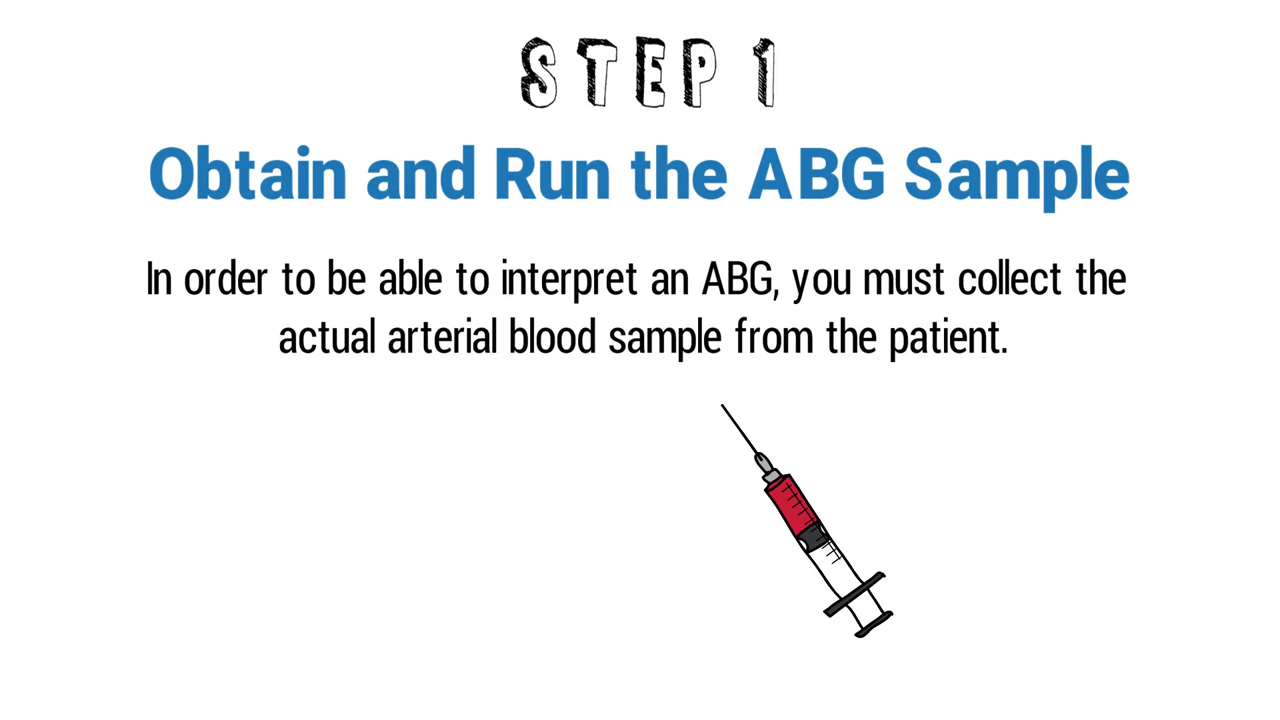 STEP 1
Obtain and Run the ABG Sample
In order to be able to interpret an ABG, you must collect the
actual arterial blood sample from the patient.